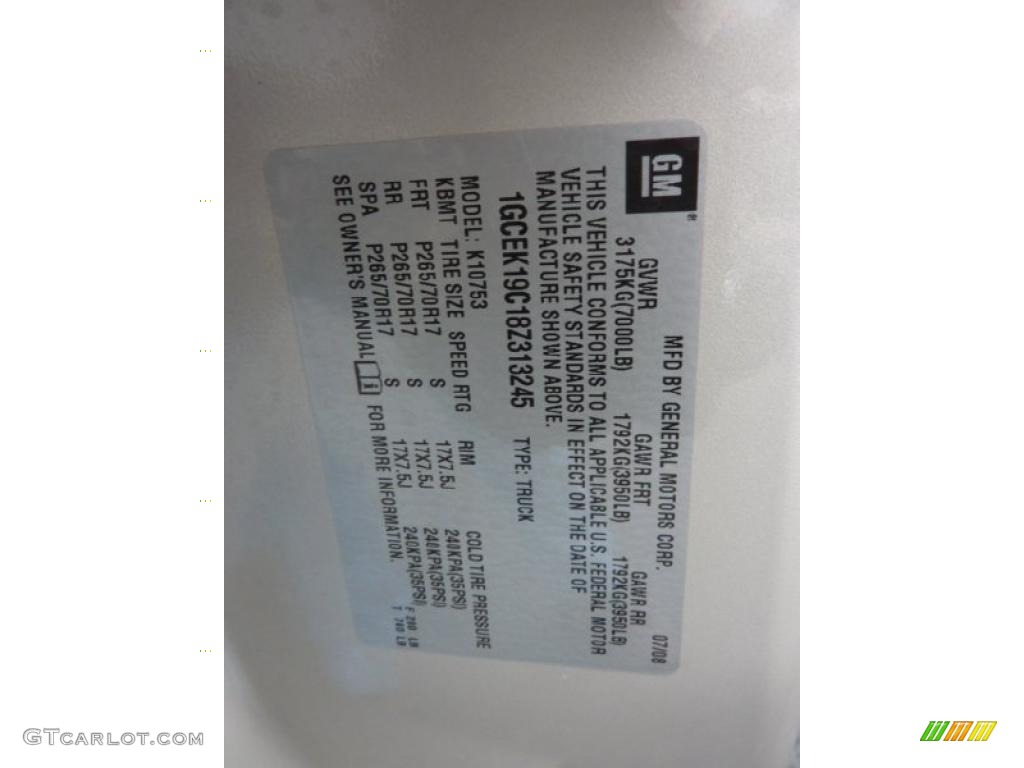 GM®
MFD BY GENERAL MOTORS CORP. 07/08
GVWR GAWR FRT GAWR RR
3175KG(7000LB) 1792KG(3950LB) 1792KG(3950LB)
THIS VEHICLE CONFORMS TO ALL APPLICABLE U.S. FEDERAL MOTOR
VEHICLE SAFETY STANDARDS IN EFFECT ON THE DATE OF
MANUFACTURE SHOWN ABOVE.
1GCEK19C18Z313245 TYPE: TRUCK
MODEL: K10753
KBMT TIRE SIZE SPEED RTG RIM COLD TIRE PRESSURE
FRT P265/70R17 S 17X7.5J 240KPA(35PSI)
RR P265/70R17 S 17X7.5J 240KPA(35PSI)
SPA P265/70R17 S 17X7.5J 240KPA(35PSI)
SEE OWNER'S MANUAL FOR MORE INFORMATION.
F 280 LB
T 760 LB
GTCARLOT.COM